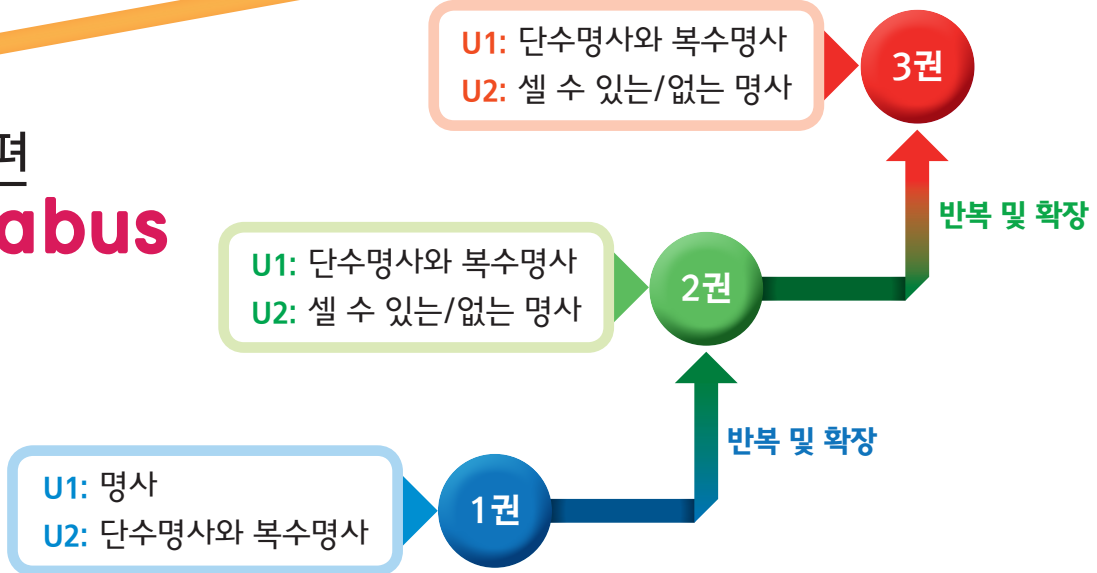 U1: 단수명사와 복수명사
U2: 셀 수 있는/없는 명사
3권
abus
반복 및 확장
U1: 단수명사와 복수명사
U2: 셀 수 있는/없는 명사
2권
반복 및 확장
U1: 명사
U2: 단수명사와 복수명사
1권